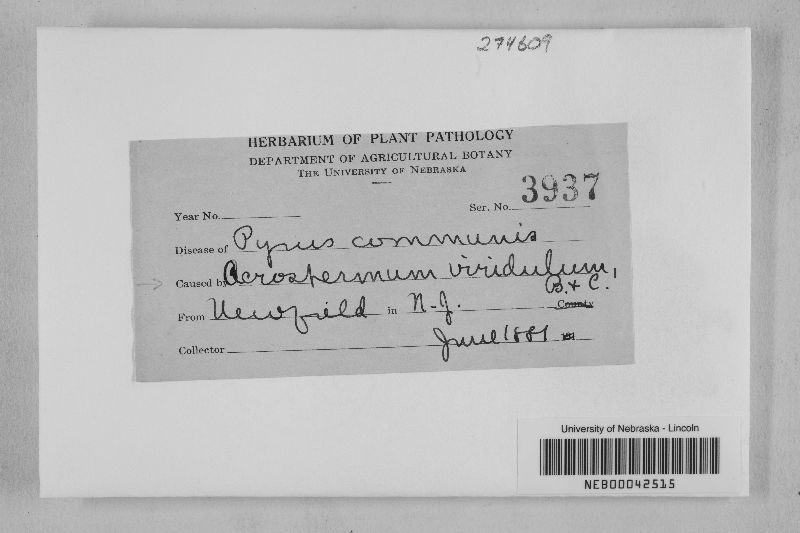 274609
HERBARIUM OF PLANT PATHOLOGY
DEPARTMENT OF AGRICULTURAL BOTANY
THE UNIVERSITY OF NEBRASKA
Year No. Ser. No. 3937
Disease of Pyrus communis
Caused by Acrospermum viridulum,
B. & C.
From Newfield in N-J. County
Collector June 1881
University of Nebraska - Lincoln
NEB00042515